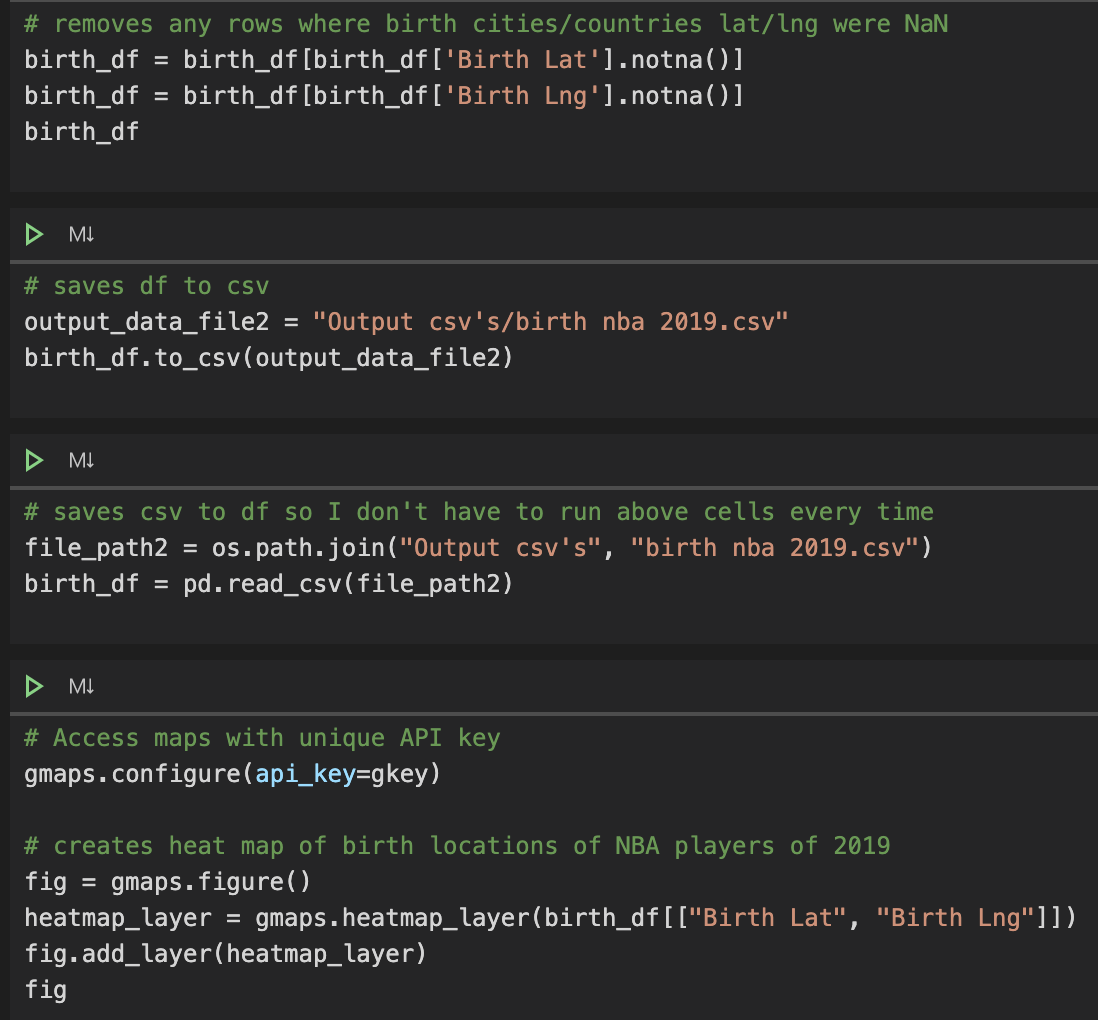 # removes any rows where birth cities/countries lat/lng were NaN
birth_df = birth_df[birth_df['Birth Lat'].notna()]
birth_df = birth_df[birth_df['Birth Lng'].notna()]
birth_df
M↓
# saves df to csv
output_data_file2 = "Output csv's/birth nba 2019.csv"
birth_df.to_csv(output_data_file2)
M↓
# saves csv to df so I don't have to run above cells every time
file_path2 = os.path.join("Output csv's", "birth nba 2019.csv")
birth_df = pd.read_csv(file_path2)
M↓
# Access maps with unique API key
gmaps.configure(api_key=gkey)
# creates heat map of birth locations of NBA players of 2019
fig = gmaps.figure()
heatmap_layer = gmaps.heatmap_layer(birth_df[["Birth Lat", "Birth Lng"]])
fig.add_layer(heatmap_layer)
fig